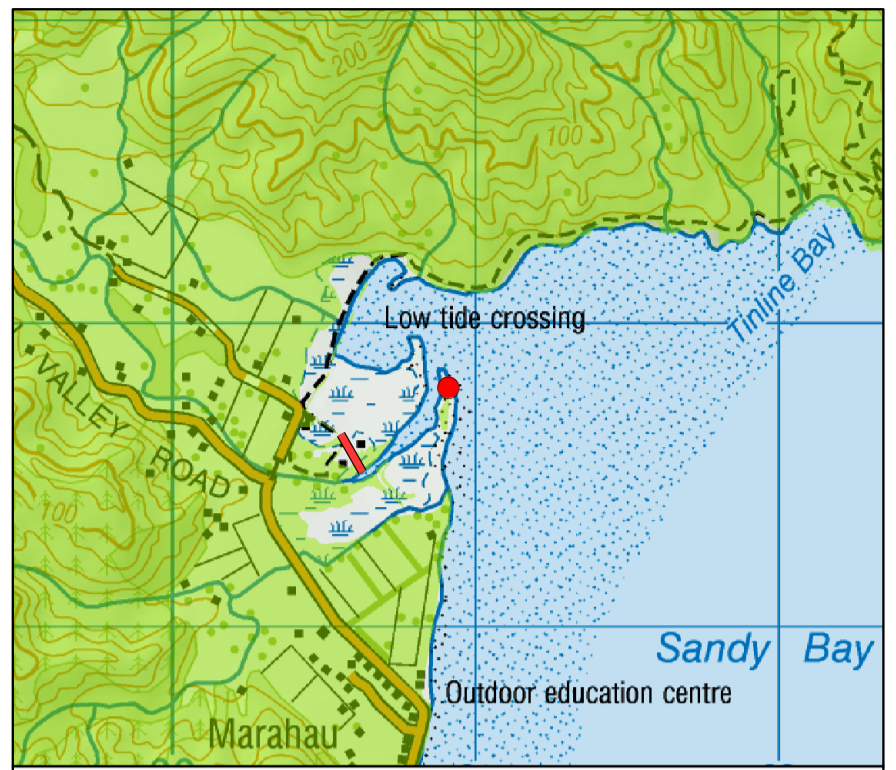 200
100
Tinline Bay
Low tide crossing
VALLEY
ROAD
100
Sandy Bay
Outdoor education centre
Marahau